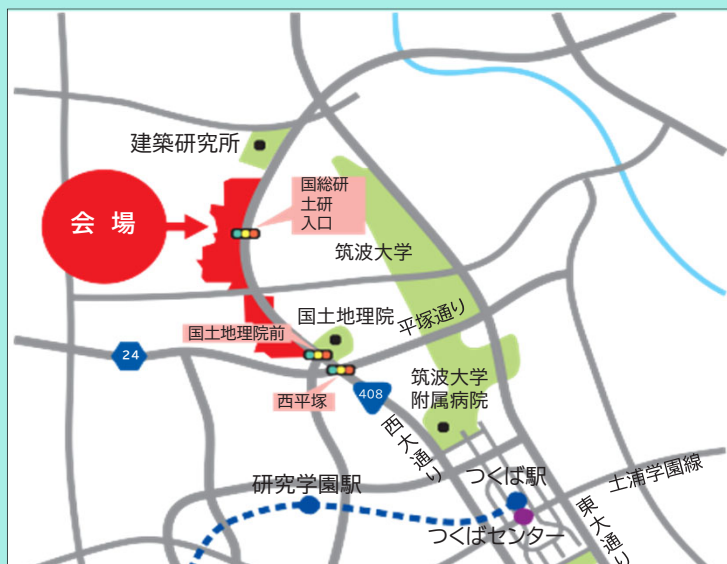 建築研究所
会場
国総研
土研
入口
筑波大学
国土地理院
平塚通り
国土地理院前
24
西平塚
408
筑波大学
附属病院
西大通り
研究学園駅
つくば駅
土浦学園線
つくばセンター
東大通り